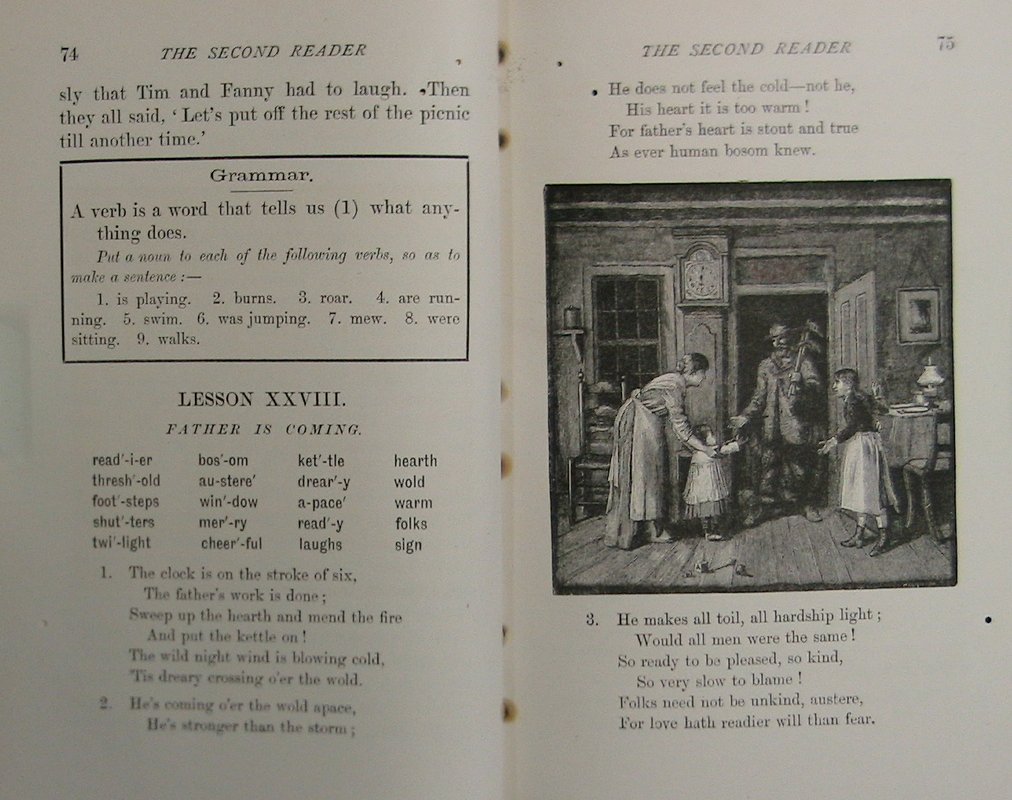 74 THE SECOND READER
sly that Tim and Fanny had to laugh. Then
they all said, ‘Let's put off the rest of the picnic
till another time.’
Grammar.
A verb is a word that tells us (1) what any-
thing does.
Put a noun to each of the following verbs, so as to
make a sentence :—
1. is playing. 2. burns. 3. roar. 4. are run-
ning. 5. swim. 6. was jumping. 7. mew. 8. were
sitting. 9. walks.
LESSON XXVIII.
FATHER IS COMING.
read′-i-er bos′-om ket′-tle hearth
thresh′-old au-stere′ drear′-y wold
foot′-steps win′-dow a-pace′ warm
shut′-ters mer′-ry read′-y folks
twi′-light cheer′-ful laughs sign
1. The clock is on the stroke of six,
The father's work is done ;
Sweep up the hearth and mend the fire
And put the kettle on !
The wild night wind is blowing cold,
'Tis dreary crossing o'er the wold.
2. He's coming o'er the wold apace,
He's stronger than the storm ;
THE SECOND READER 75
He does not feel the cold—not he,
His heart it is too warm !
For father's heart is stout and true
As ever human bosom knew.
3. He makes all toil, all hardship light ;
Would all men were the same !
So ready to be pleased, so kind,
So very slow to blame !
Folks need not be unkind, austere,
For love hath readier will than fear.